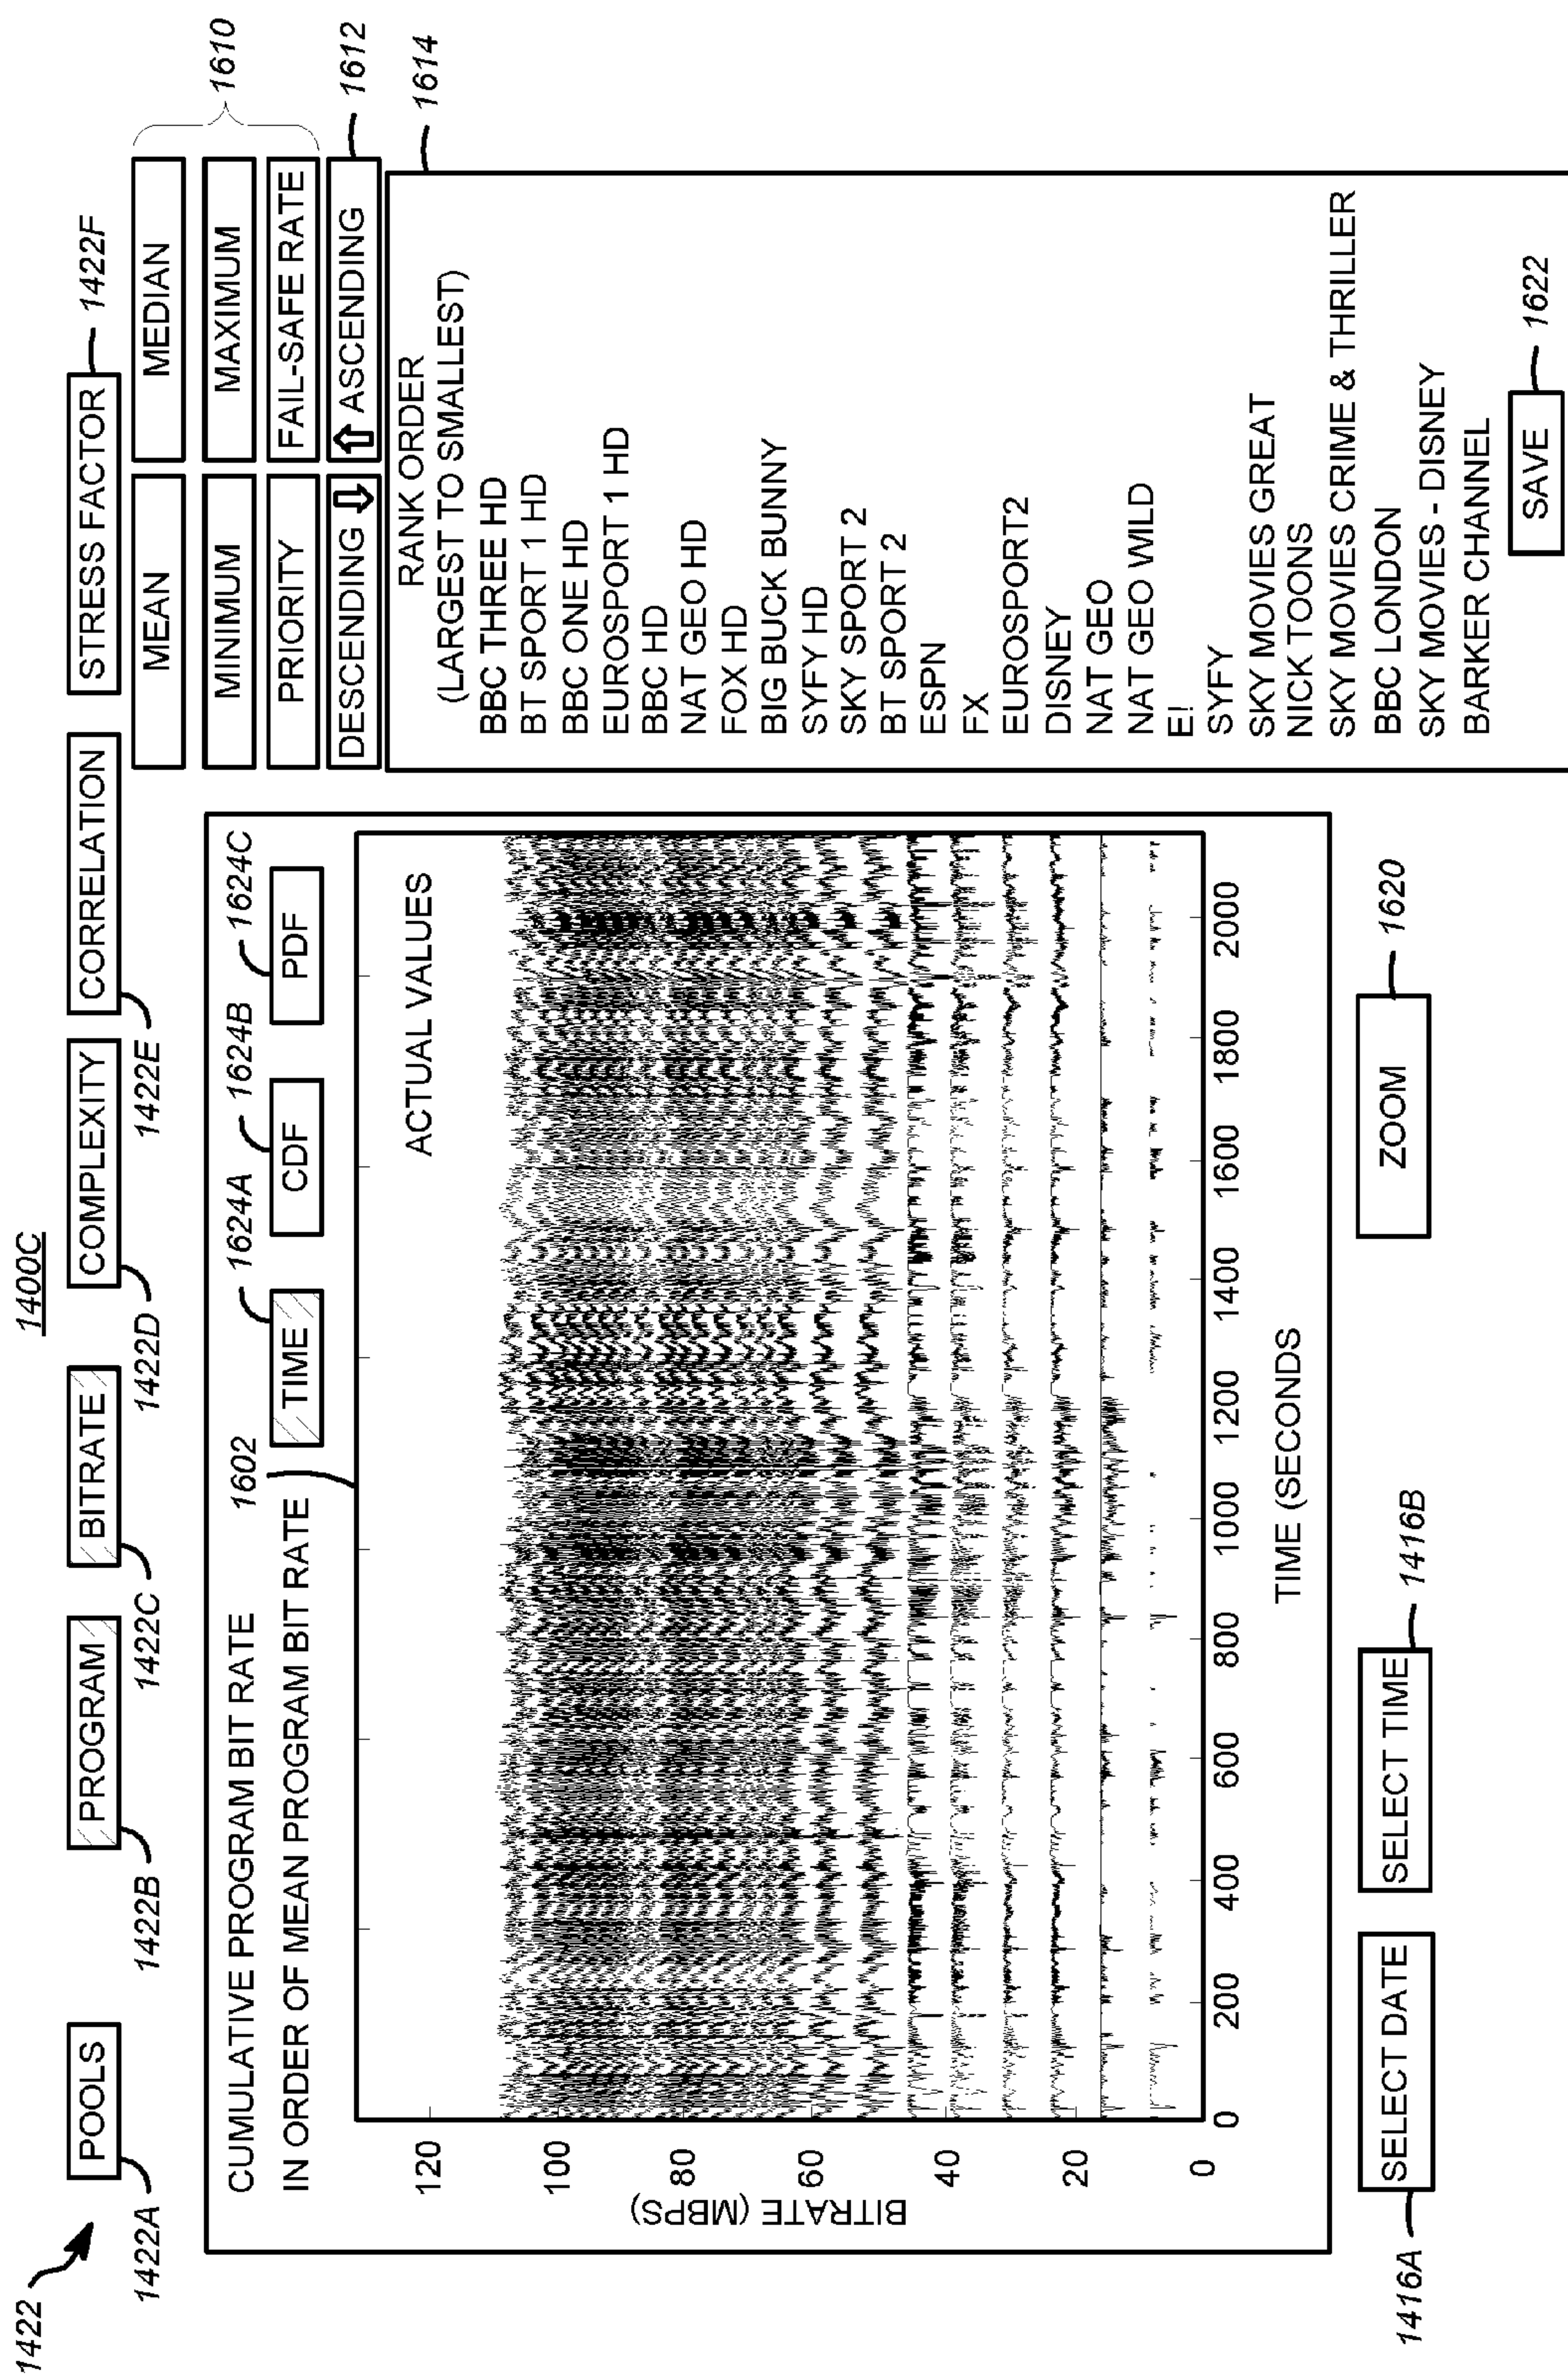 1400C
1422
POOLS
PROGRAM
BITRATE
COMPLEXITY
CORRELATION
STRESS FACTOR
1422A
1422B
1422C
1422D
1422E
1422F
CUMULATIVE PROGRAM BIT RATE
IN ORDER OF MEAN PROGRAM BIT RATE
1602
1624A
1624B
1624C
TIME
CDF
PDF
ACTUAL VALUES
BITRATE (MBPS)
120
100
80
60
40
20
0
0
200
400
600
800
1000
1200
1400
1600
1800
2000
TIME (SECONDS)
MEAN
MEDIAN
MINIMUM
MAXIMUM
PRIORITY
FAIL-SAFE RATE
1610
DESCENDING
ASCENDING
1612
1614
RANK ORDER
(LARGEST TO SMALLEST)
BBC THREE HD
BT SPORT 1 HD
BBC ONE HD
EUROSPORT 1 HD
BBC HD
NAT GEO HD
FOX HD
BIG BUCK BUNNY
SYFY HD
SKY SPORT 2
BT SPORT 2
ESPN
FX
EUROSPORT2
DISNEY
NAT GEO
NAT GEO WILD
E!
SYFY
SKY MOVIES GREAT
NICK TOONS
SKY MOVIES CRIME & THRILLER
BBC LONDON
SKY MOVIES - DISNEY
BARKER CHANNEL
SAVE
1622
SELECT DATE
1416A
SELECT TIME
1416B
ZOOM
1620